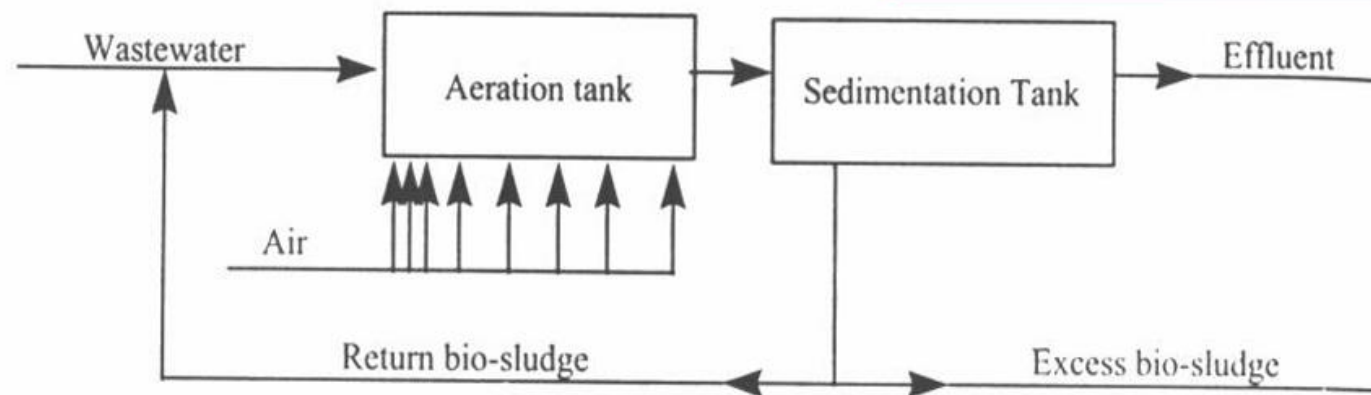 Wastewater
Aeration tank
Sedimentation Tank
Effluent
Air
Return bio-sludge
Excess bio-sludge